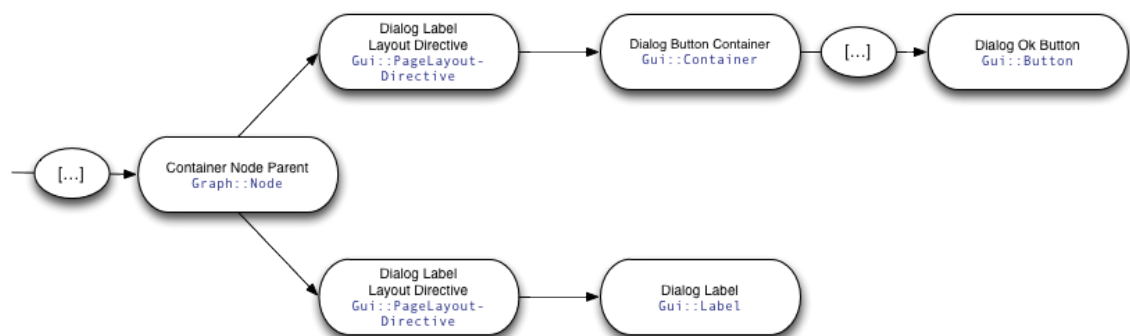 Dialog Label
Layout Directive
Gui::PageLayout-
Directive
Dialog Button Container
Gui::Container
[...]
Dialog Ok Button
Gui::Button
[...]
Container Node Parent
Graph::Node
Dialog Label
Layout Directive
Gui::PageLayout-
Directive
Dialog Label
Gui::Label